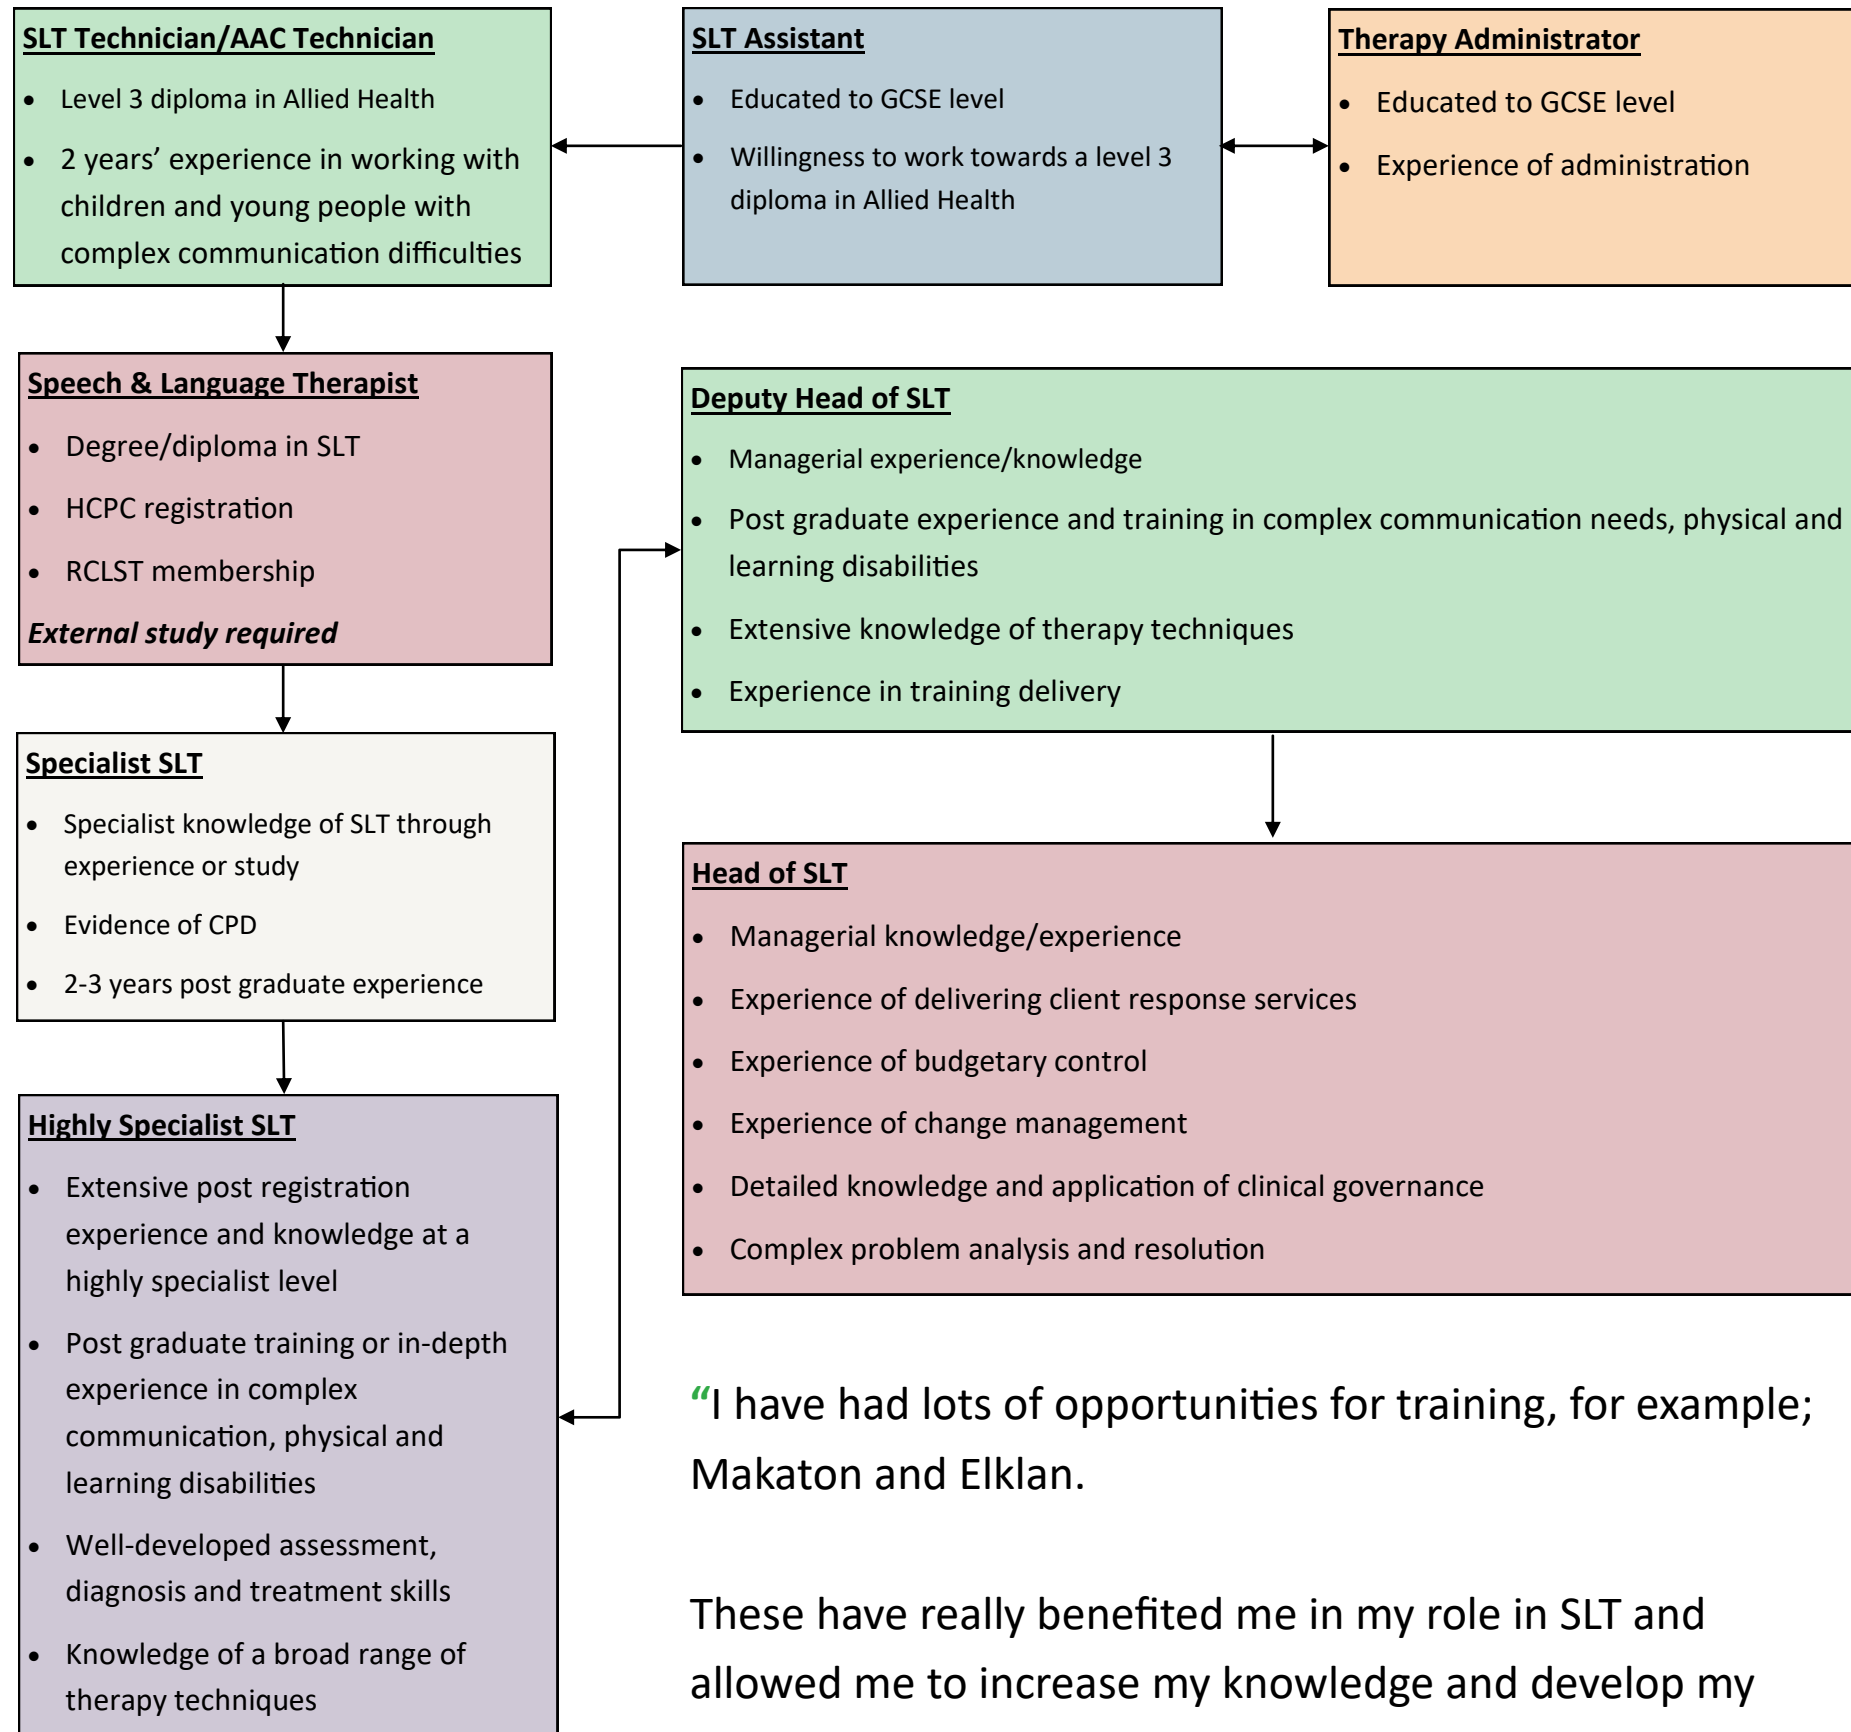 SLT Technician/AAC Technician
• Level 3 diploma in Allied Health
• 2 years’ experience in working with
children and young people with
complex communication difficulties
SLT Assistant
• Educated to GCSE level
• Willingness to work towards a level 3
diploma in Allied Health
Therapy Administrator
• Educated to GCSE level
• Experience of administration
Speech & Language Therapist
• Degree/diploma in SLT
• HCPC registration
• RCLST membership
External study required
Specialist SLT
• Specialist knowledge of SLT through
experience or study
• Evidence of CPD
• 2-3 years post graduate experience
Highly Specialist SLT
• Extensive post registration
experience and knowledge at a
highly specialist level
• Post graduate training or in-depth
experience in complex
communication, physical and
learning disabilities
• Well-developed assessment,
diagnosis and treatment skills
• Knowledge of a broad range of
therapy techniques
Deputy Head of SLT
• Managerial experience/knowledge
• Post graduate experience and training in complex communication needs, physical and
learning disabilities
• Extensive knowledge of therapy techniques
• Experience in training delivery
Head of SLT
• Managerial knowledge/experience
• Experience of delivering client response services
• Experience of budgetary control
• Experience of change management
• Detailed knowledge and application of clinical governance
• Complex problem analysis and resolution
“I have had lots of opportunities for training, for example;
Makaton and Elklan.
These have really benefited me in my role in SLT and
allowed me to increase my knowledge and develop my